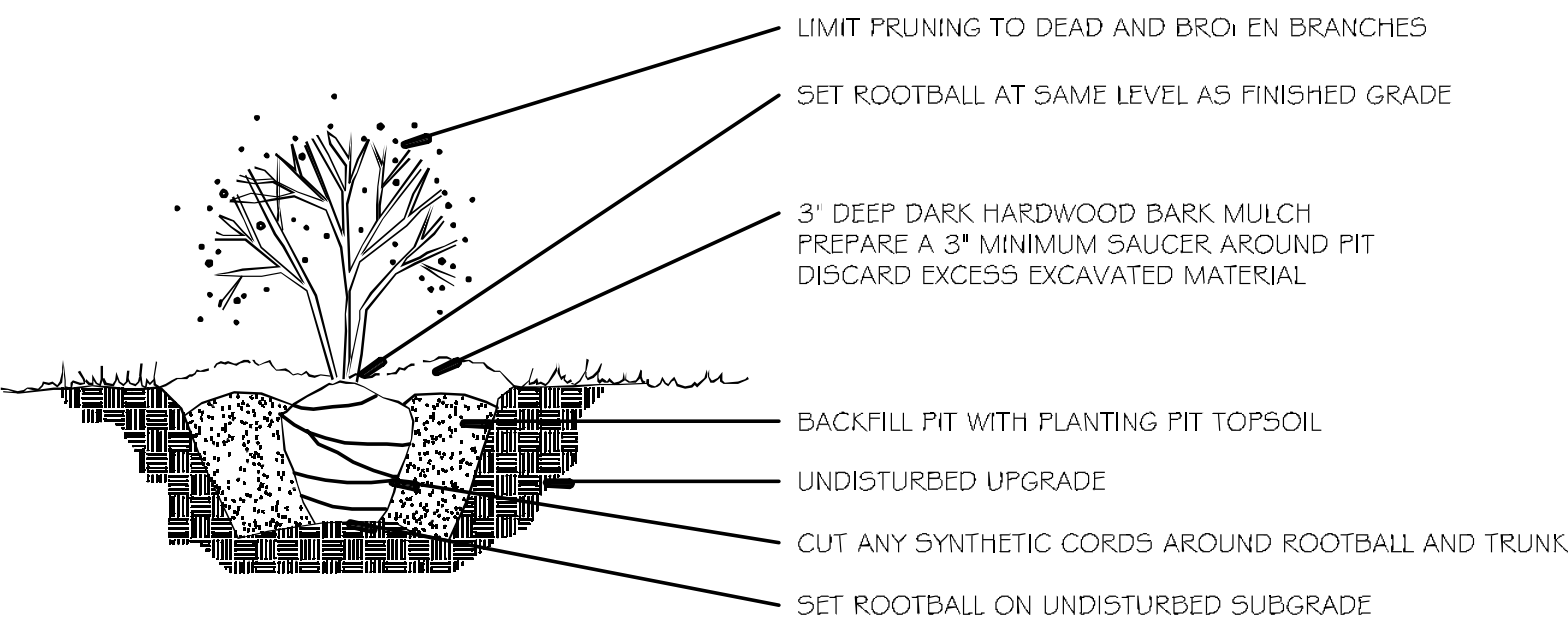 LIMIT PRUNING TO DEAD AND BROı EN BRANCHES
SET ROOTBALL AT SAME LEVEL AS FINISHED GRADE
3" DEEP DARK HARDWOOD BARK MULCH
PREPARE A 3" MINIMUM SAUCER AROUND PIT
DISCARD EXCESS EXCAVATED MATERIAL
BACKFILL PIT WITH PLANTING PIT TOPSOIL
UNDISTURBED UPGRADE
CUT ANY SYNTHETIC CORDS AROUND ROOTBALL AND TRUNK
SET ROOTBALL ON UNDISTURBED SUBGRADE